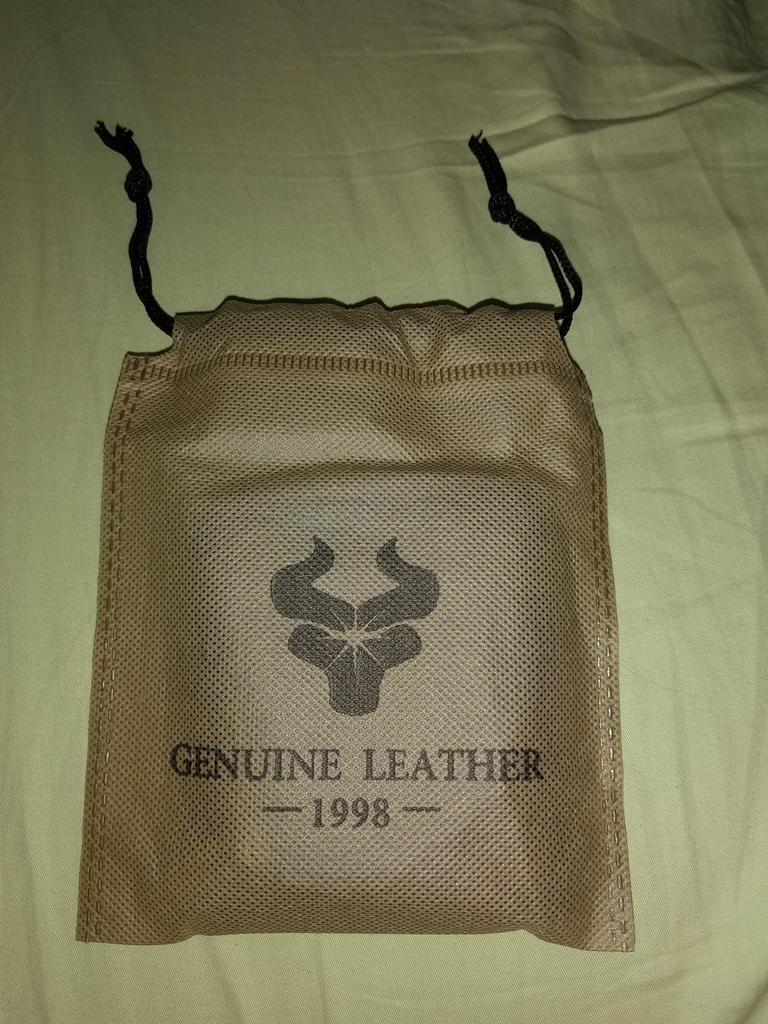 GENUINE LEATHER
— 1998 —